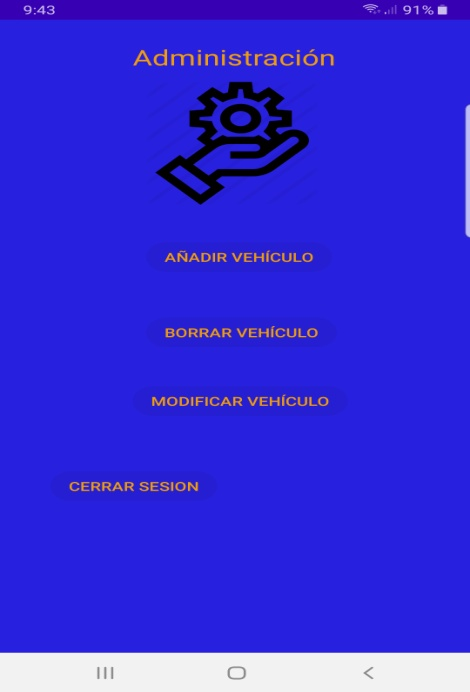 9:43 91%
Administración
AÑADIR VEHÍCULO
BORRAR VEHÍCULO
MODIFICAR VEHÍCULO
CERRAR SESION